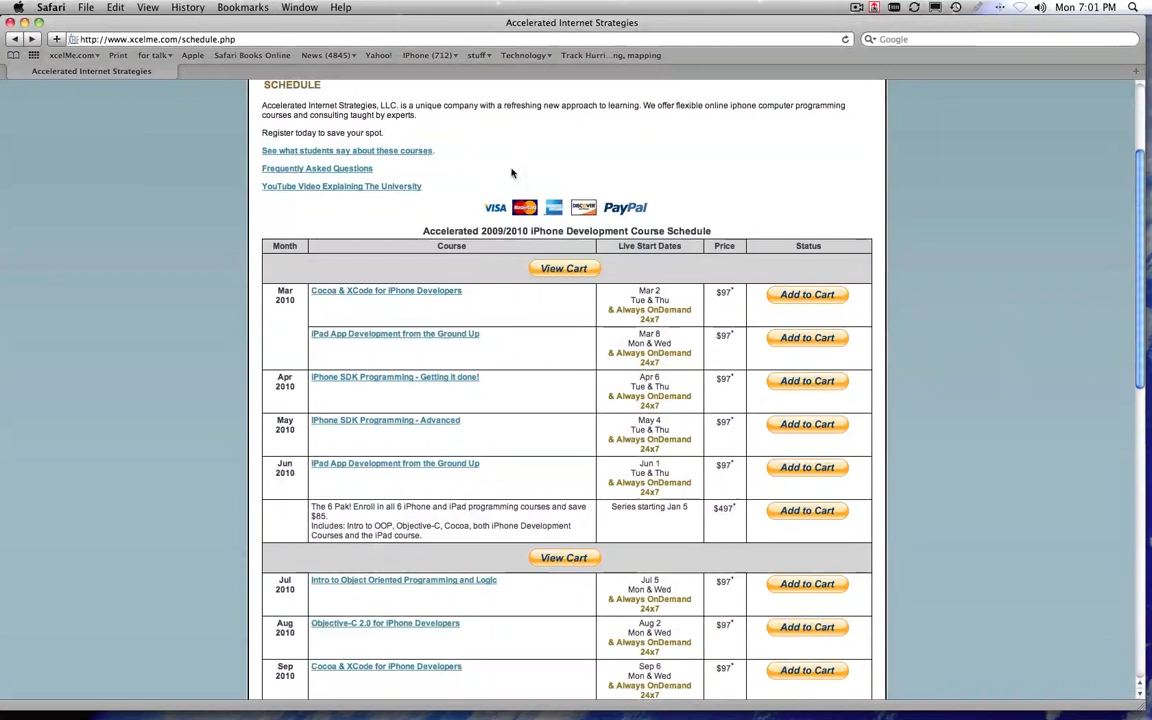 Safari File Edit View History Bookmarks Window Help Mon 7:01 PM
Accelerated Internet Strategies
http://www.xcelme.com/schedule.php Google
xcelMe.com Print for talk Apple Safari Books Online News (4845) Yahoo! IPhone (712) stuff Technology Track Hurri...g, mapping
Accelerated Internet Strategies
SCHEDULE
Accelerated Internet Strategies, LLC. is a unique company with a refreshing new approach to learning. We offer flexible online iphone computer programming
courses and consulting taught by experts.
Register today to save your spot.
See what students say about these courses.
Frequently Asked Questions
YouTube Video Explaining The University
VISA MasterCard DISCOVER PayPal
Accelerated 2009/2010 iPhone Development Course Schedule
Month Course Live Start Dates Price Status
View Cart
Mar Cocoa & XCode for iPhone Developers Mar 2 $97* Add to Cart
2010 Tue & Thu
& Always OnDemand
24x7
iPad App Development from the Ground Up Mar 8 $97* Add to Cart
Mon & Wed
& Always OnDemand
24x7
Apr iPhone SDK Programming - Getting it done! Apr 6 $97* Add to Cart
2010 Tue & Thu
& Always OnDemand
24x7
May iPhone SDK Programming - Advanced May 4 $97* Add to Cart
2010 Tue & Thu
& Always OnDemand
24x7
Jun iPad App Development from the Ground Up Jun 1 $97* Add to Cart
2010 Tue & Thu
& Always OnDemand
24x7
The 6 Pak! Enroll in all 6 iPhone and iPad programming courses and save Series starting Jan 5 $497* Add to Cart
$85.
Includes: Intro to OOP, Objective-C, Cocoa, both iPhone Development
Courses and the iPad course.
View Cart
Jul Intro to Object Oriented Programming and Logic Jul 5 $97* Add to Cart
2010 Mon & Wed
& Always OnDemand
24x7
Aug Objective-C 2.0 for iPhone Developers Aug 2 $97* Add to Cart
2010 Mon & Wed
& Always OnDemand
24x7
Sep Cocoa & XCode for iPhone Developers Sep 6 $97* Add to Cart
2010 Mon & Wed
& Always OnDemand
24x7